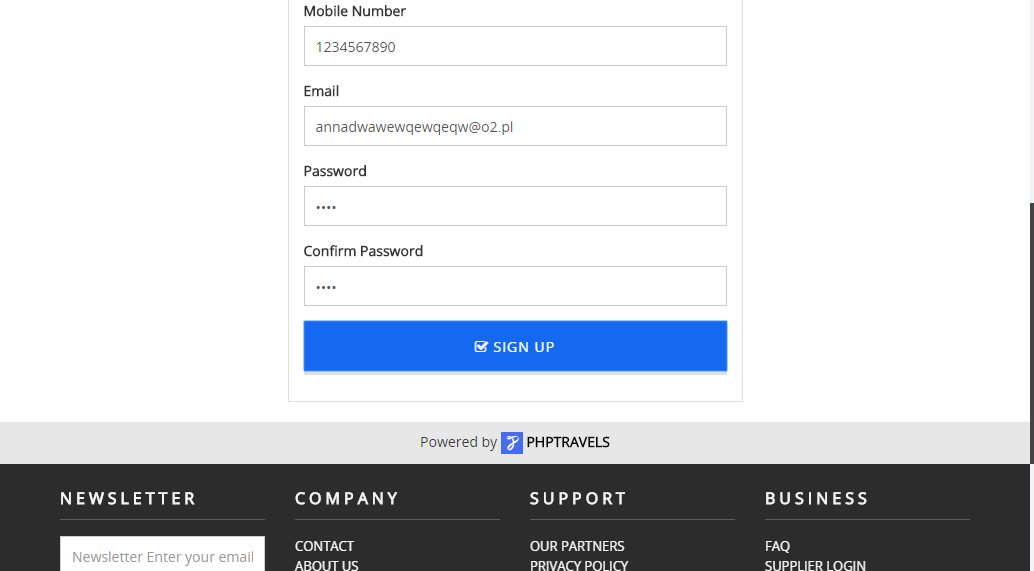 Mobile Number
1234567890
Email
annadwawewqewqeqw@o2.pl
Password
••••
Confirm Password
••••
SIGN UP
Powered by PHPTRAVELS
NEWSLETTER COMPANY SUPPORT BUSINESS
Newsletter Enter your email CONTACT OUR PARTNERS FAQ
ABOUT US PRIVACY POLICY SUPPLIER LOGIN